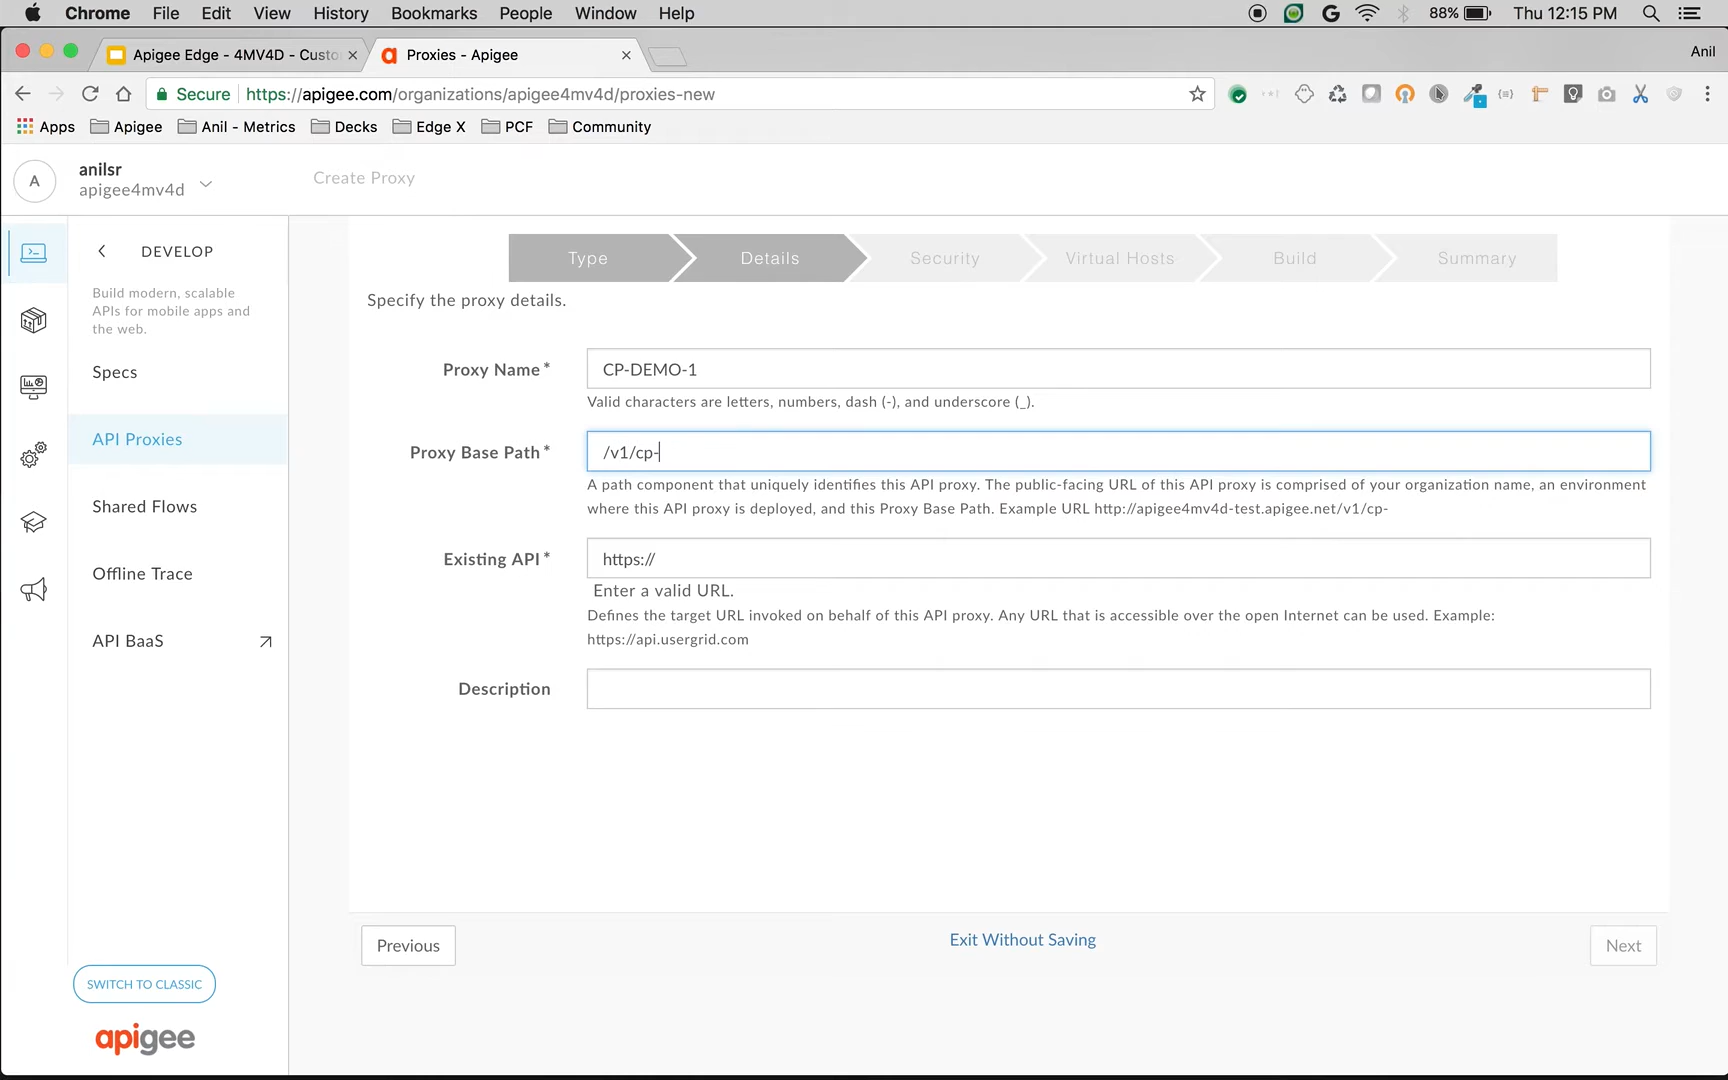 Chrome File Edit View History Bookmarks People Window Help 88% Thu 12:15 PM
Apigee Edge - 4MV4D - Custo Proxies - Apigee Anil
Secure https://apigee.com/organizations/apigee4mv4d/proxies-new
Apps Apigee Anil - Metrics Decks Edge X PCF Community
A
anilsr
apigee4mv4d
Create Proxy
DEVELOP
Build modern, scalable
APIs for mobile apps and
the web.
Specs
API Proxies
Shared Flows
Offline Trace
API BaaS
SWITCH TO CLASSIC
apigee
Type Details Security Virtual Hosts Build Summary
Specify the proxy details.
Proxy Name* CP-DEMO-1
Valid characters are letters, numbers, dash (-), and underscore (_).
Proxy Base Path* /v1/cp-
A path component that uniquely identifies this API proxy. The public-facing URL of this API proxy is comprised of your organization name, an environment
where this API proxy is deployed, and this Proxy Base Path. Example URL http://apigee4mv4d-test.apigee.net/v1/cp-
Existing API* https://
Enter a valid URL.
Defines the target URL invoked on behalf of this API proxy. Any URL that is accessible over the open Internet can be used. Example:
https://api.usergrid.com
Description
Previous Exit Without Saving Next